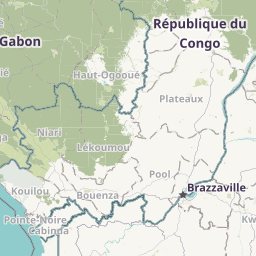 République du
Congo
Gabon
Haut-Ogooué
Plateaux
Niari
Lékoumou
Pool
Kouilou
Bouenza
Brazzaville
Pointe-Noire
Cabinda
Kw